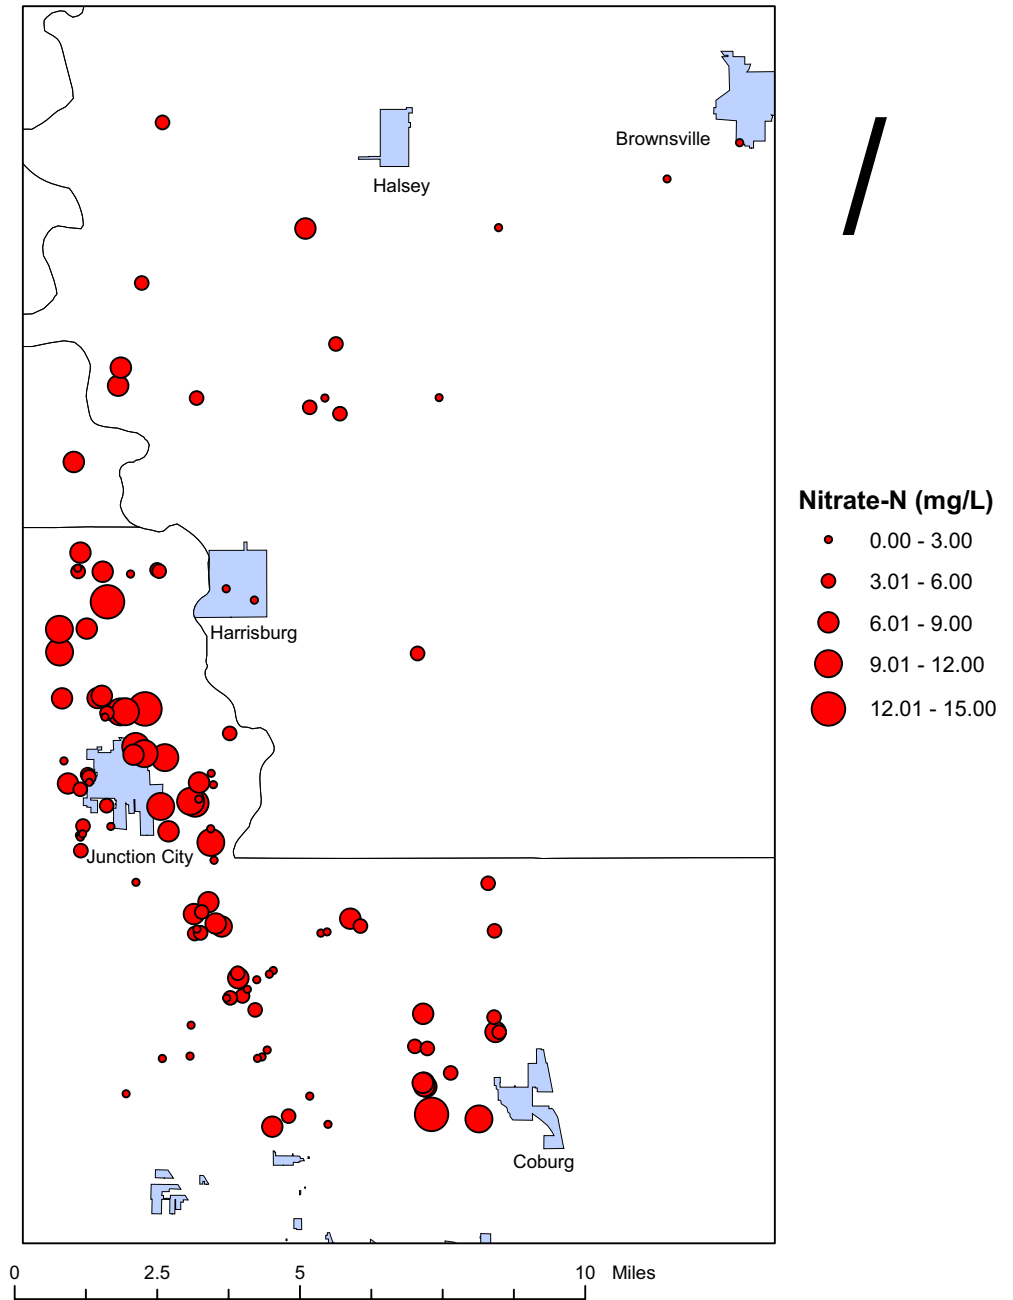 Brownsville
Halsey
/
Nitrate-N (mg/L)
0.00 - 3.00
3.01 - 6.00
6.01 - 9.00
9.01 - 12.00
12.01 - 15.00
Harrisburg
Junction City
Coburg
0 2.5 5 10 Miles